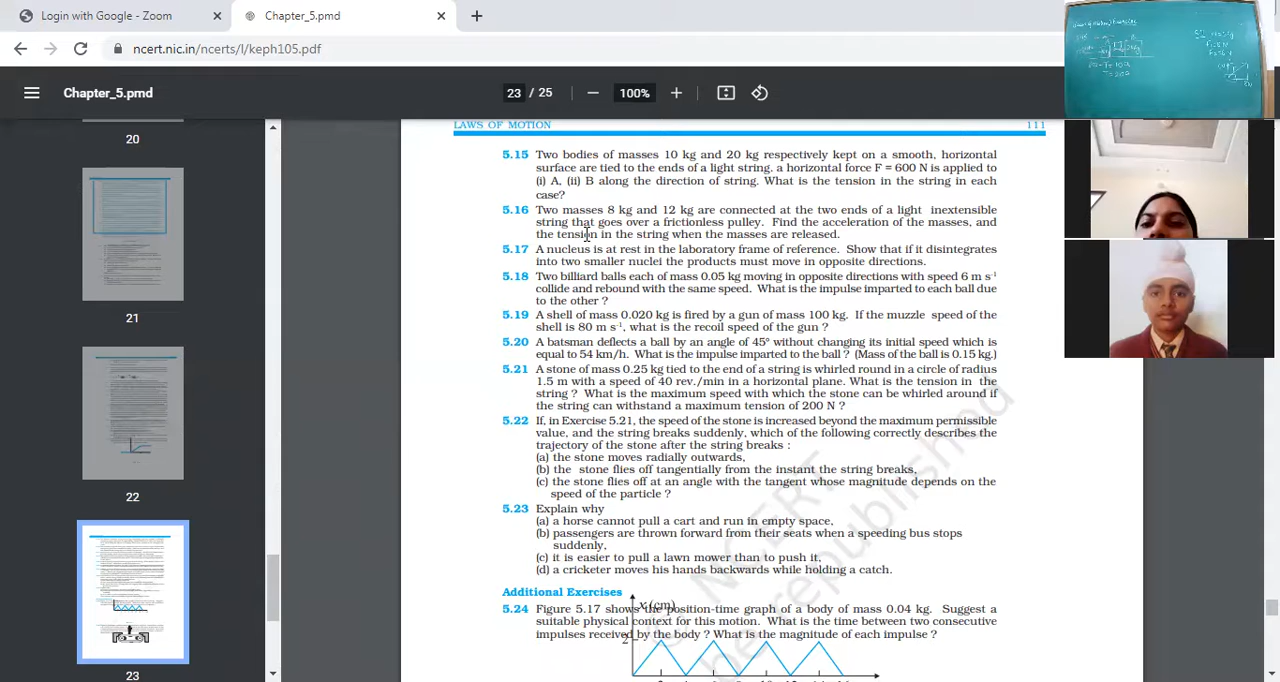 Login with Google - Zoom
Chapter_5.pmd
ncert.nic.in/ncerts/l/keph105.pdf
Chapter_5.pmd
23 / 25
100%
20
21
22
23
LAWS OF MOTION 111
5.15 Two bodies of masses 10 kg and 20 kg respectively kept on a smooth, horizontal
surface are tied to the ends of a light string. a horizontal force F = 600 N is applied to
(i) A, (ii) B along the direction of string. What is the tension in the string in each
case?
5.16 Two masses 8 kg and 12 kg are connected at the two ends of a light inextensible
string that goes over a frictionless pulley. Find the acceleration of the masses, and
the tension in the string when the masses are released.
5.17 A nucleus is at rest in the laboratory frame of reference. Show that if it disintegrates
into two smaller nuclei the products must move in opposite directions.
5.18 Two billiard balls each of mass 0.05 kg moving in opposite directions with speed 6 m s⁻¹
collide and rebound with the same speed. What is the impulse imparted to each ball due
to the other ?
5.19 A shell of mass 0.020 kg is fired by a gun of mass 100 kg. If the muzzle speed of the
shell is 80 m s⁻¹, what is the recoil speed of the gun ?
5.20 A batsman deflects a ball by an angle of 45° without changing its initial speed which is
equal to 54 km/h. What is the impulse imparted to the ball ? (Mass of the ball is 0.15 kg.)
5.21 A stone of mass 0.25 kg tied to the end of a string is whirled round in a circle of radius
1.5 m with a speed of 40 rev./min in a horizontal plane. What is the tension in the
string ? What is the maximum speed with which the stone can be whirled around if
the string can withstand a maximum tension of 200 N ?
5.22 If, in Exercise 5.21, the speed of the stone is increased beyond the maximum permissible
value, and the string breaks suddenly, which of the following correctly describes the
trajectory of the stone after the string breaks :
(a) the stone moves radially outwards,
(b) the stone flies off tangentially from the instant the string breaks,
(c) the stone flies off at an angle with the tangent whose magnitude depends on the
speed of the particle ?
5.23 Explain why
(a) a horse cannot pull a cart and run in empty space,
(b) passengers are thrown forward from their seats when a speeding bus stops
suddenly,
(c) it is easier to pull a lawn mower than to push it,
(d) a cricketer moves his hands backwards while holding a catch.
Additional Exercises
5.24 Figure 5.17 shows the position-time graph of a body of mass 0.04 kg. Suggest a
suitable physical context for this motion. What is the time between two consecutive
impulses received by the body ? What is the magnitude of each impulse ?
x (cm)
2